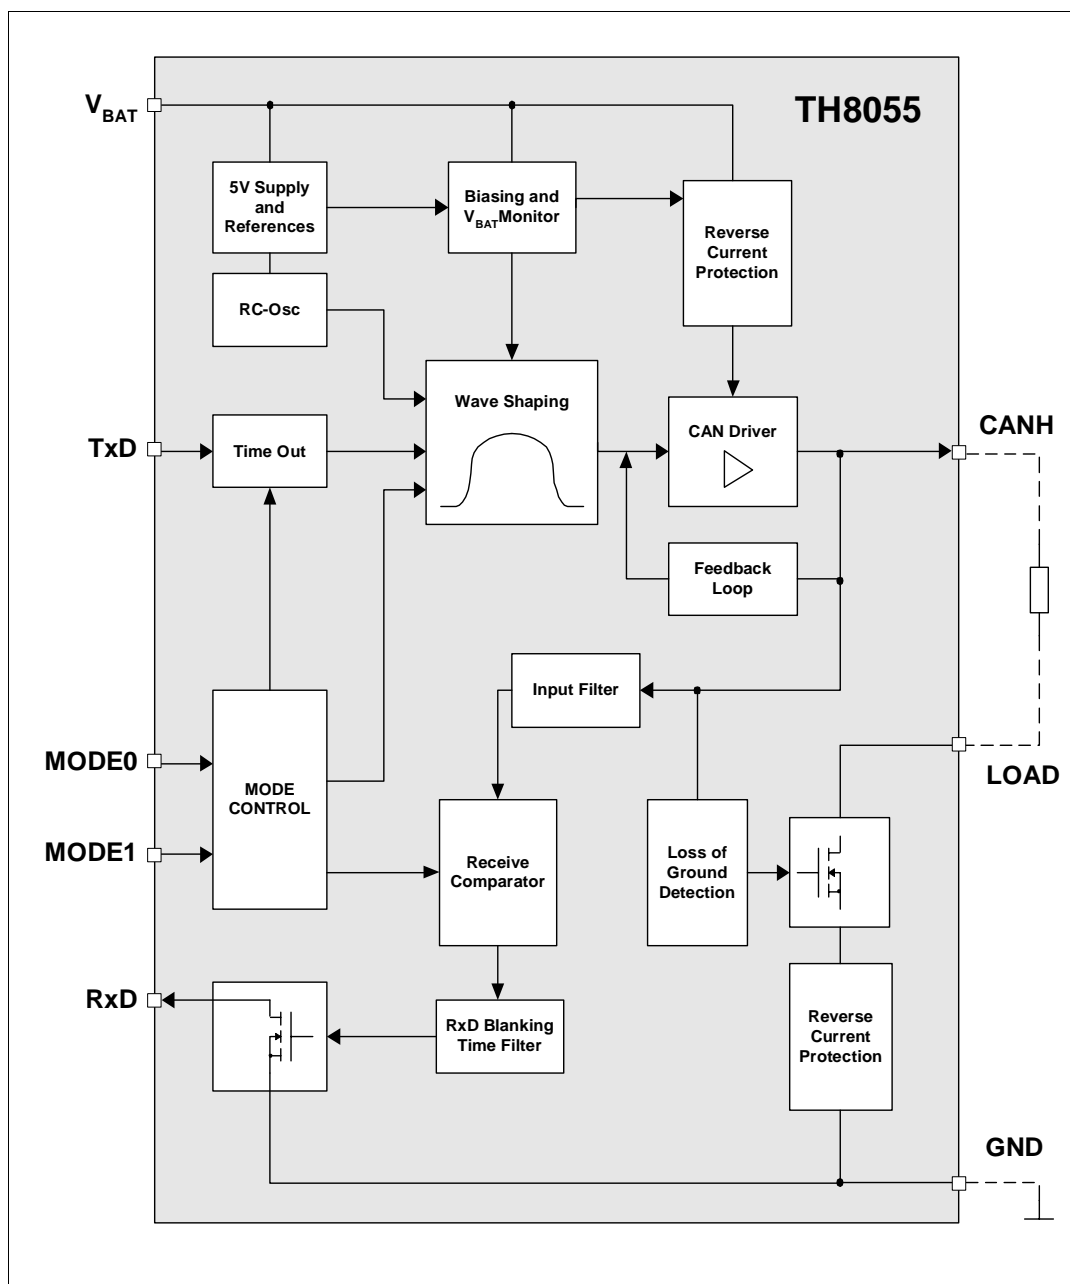 V_BAT
TH8055
5V Supply
and
References
Biasing and
V_BAT Monitor
Reverse
Current
Protection
RC-Osc
Wave Shaping
CAN Driver
CANH
TxD
Time Out
Feedback
Loop
Input Filter
MODE0
MODE
CONTROL
LOAD
MODE1
Receive
Comparator
Loss of
Ground
Detection
RxD
RxD Blanking
Time Filter
Reverse
Current
Protection
GND